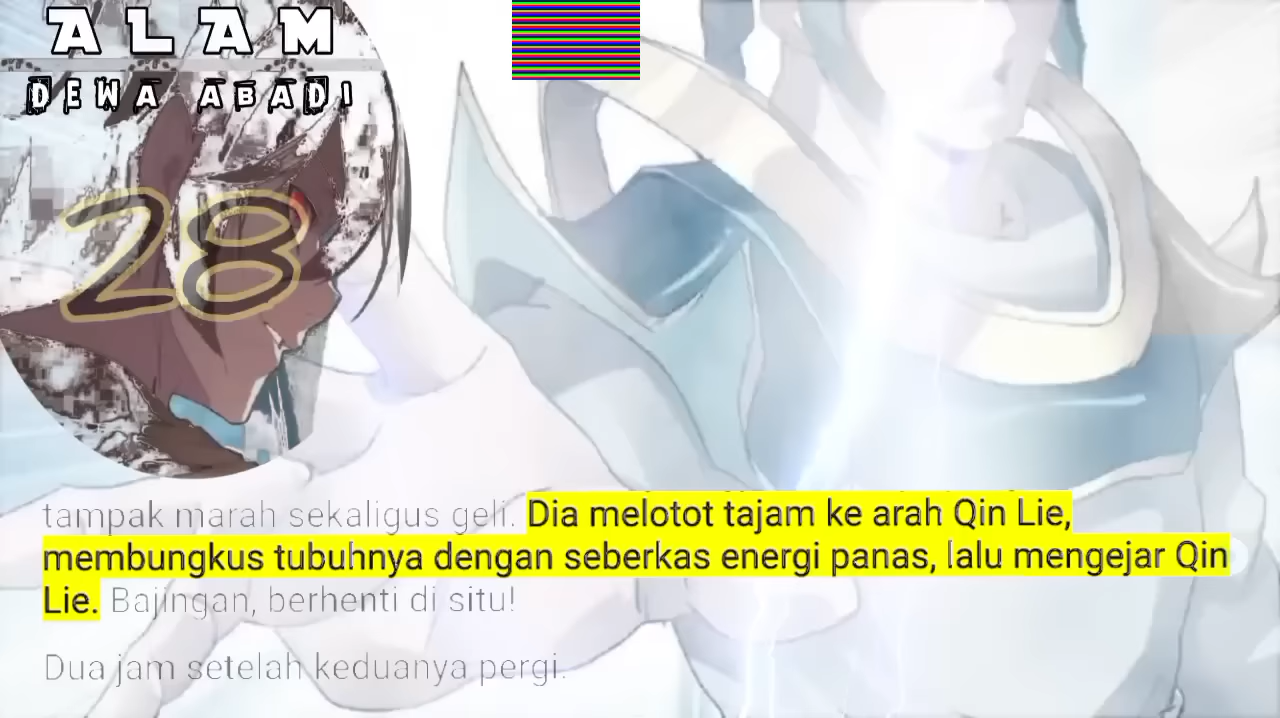 ALAM
DEWA ABADI
28
tampak marah sekaligus geli. Dia melotot tajam ke arah Qin Lie,
membungkus tubuhnya dengan seberkas energi panas, lalu mengejar Qin
Lie. Bajingan, berhenti di situ!
Dua jam setelah keduanya pergi.